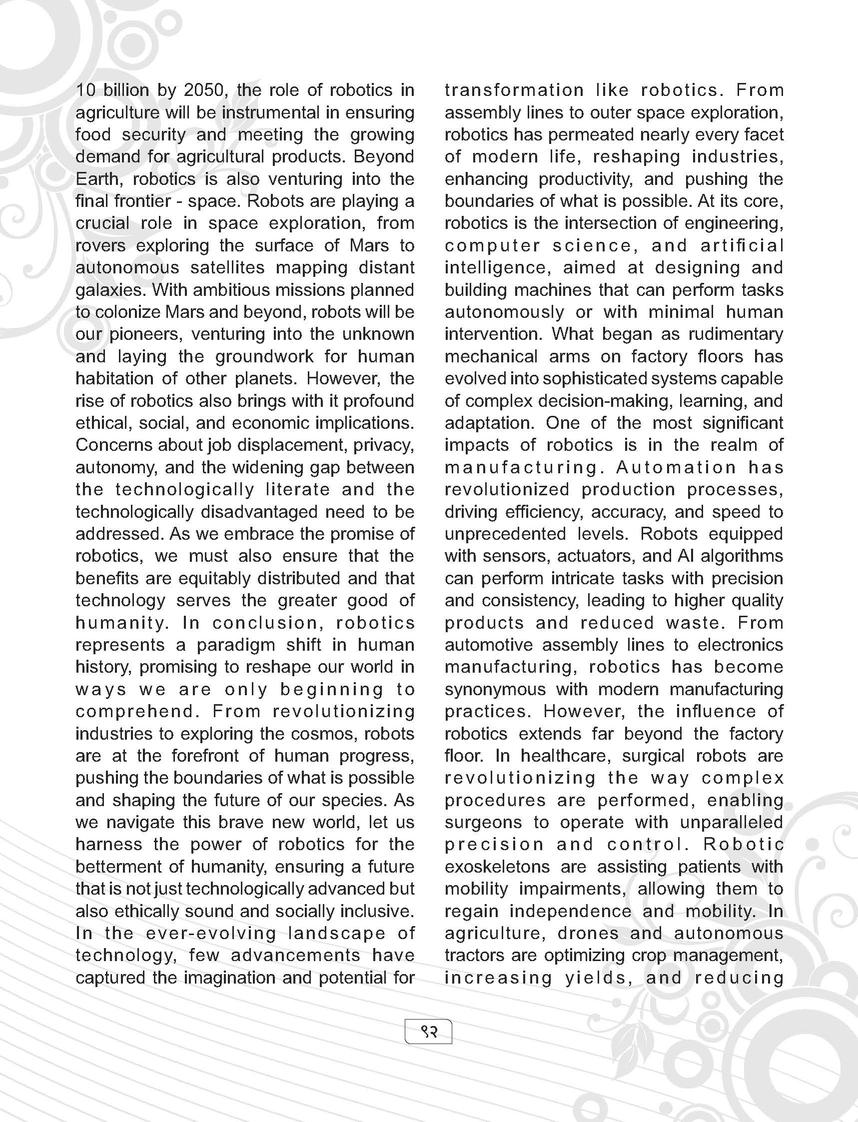 10 billion by 2050, the role of robotics in
agriculture will be instrumental in ensuring
food security and meeting the growing
demand for agricultural products. Beyond
Earth, robotics is also venturing into the
final frontier - space. Robots are playing a
crucial role in space exploration, from
rovers exploring the surface of Mars to
autonomous satellites mapping distant
galaxies. With ambitious missions planned
to colonize Mars and beyond, robots will be
our pioneers, venturing into the unknown
and laying the groundwork for human
habitation of other planets. However, the
rise of robotics also brings with it profound
ethical, social, and economic implications.
Concerns about job displacement, privacy,
autonomy, and the widening gap between
the technologically literate and the
technologically disadvantaged need to be
addressed. As we embrace the promise of
robotics, we must also ensure that the
benefits are equitably distributed and that
technology serves the greater good of
humanity. In conclusion, robotics
represents a paradigm shift in human
history, promising to reshape our world in
ways we are only beginning to
comprehend. From revolutionizing
industries to exploring the cosmos, robots
are at the forefront of human progress,
pushing the boundaries of what is possible
and shaping the future of our species. As
we navigate this brave new world, let us
harness the power of robotics for the
betterment of humanity, ensuring a future
that is not just technologically advanced but
also ethically sound and socially inclusive.
In the ever-evolving landscape of
technology, few advancements have
captured the imagination and potential for
transformation like robotics. From
assembly lines to outer space exploration,
robotics has permeated nearly every facet
of modern life, reshaping industries,
enhancing productivity, and pushing the
boundaries of what is possible. At its core,
robotics is the intersection of engineering,
computer science, and artificial
intelligence, aimed at designing and
building machines that can perform tasks
autonomously or with minimal human
intervention. What began as rudimentary
mechanical arms on factory floors has
evolved into sophisticated systems capable
of complex decision-making, learning, and
adaptation. One of the most significant
impacts of robotics is in the realm of
manufacturing. Automation has
revolutionized production processes,
driving efficiency, accuracy, and speed to
unprecedented levels. Robots equipped
with sensors, actuators, and AI algorithms
can perform intricate tasks with precision
and consistency, leading to higher quality
products and reduced waste. From
automotive assembly lines to electronics
manufacturing, robotics has become
synonymous with modern manufacturing
practices. However, the influence of
robotics extends far beyond the factory
floor. In healthcare, surgical robots are
revolutionizing the way complex
procedures are performed, enabling
surgeons to operate with unparalleled
precision and control. Robotic
exoskeletons are assisting patients with
mobility impairments, allowing them to
regain independence and mobility. In
agriculture, drones and autonomous
tractors are optimizing crop management,
increasing yields, and reducing
९२